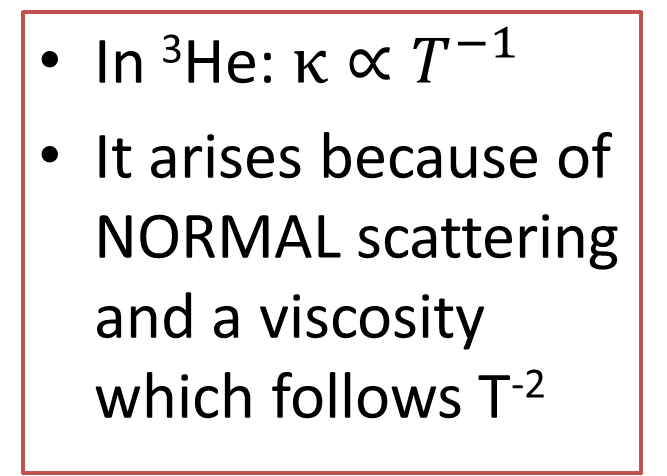 • In ³He: κ ∝ T⁻¹
• It arises because of
NORMAL scattering
and a viscosity
which follows T⁻²